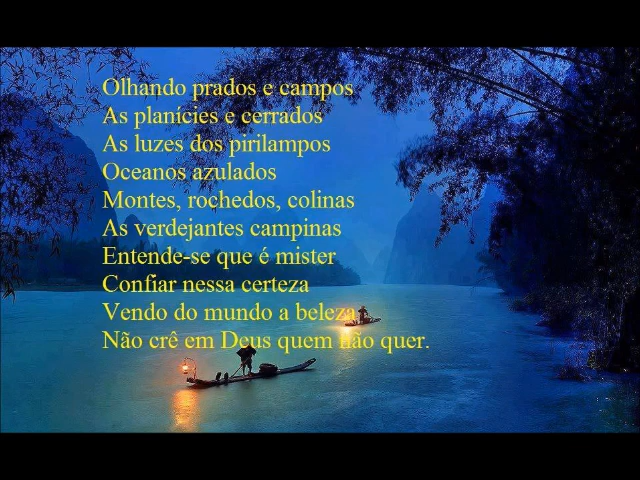 Olhando prados e campos
As planícies e cerrados
As luzes dos pirilampos
Oceanos azulados
Montes, rochedos, colinas
As verdejantes campinas
Entende-se que é mister
Confiar nessa certeza
Vendo do mundo a beleza
Não crê em Deus quem não quer.